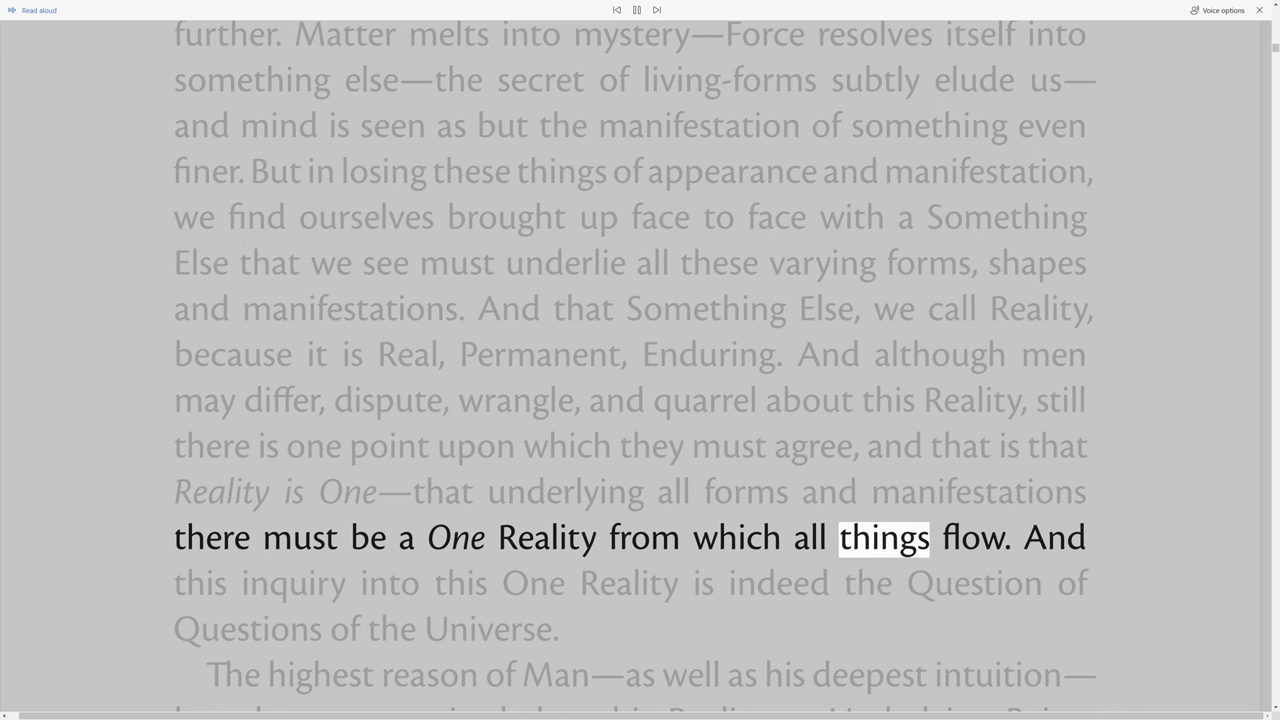 Read aloud
Voice options
further. Matter melts into mystery—Force resolves itself into
something else—the secret of living-forms subtly elude us—
and mind is seen as but the manifestation of something even
finer. But in losing these things of appearance and manifestation,
we find ourselves brought up face to face with a Something
Else that we see must underlie all these varying forms, shapes
and manifestations. And that Something Else, we call Reality,
because it is Real, Permanent, Enduring. And although men
may differ, dispute, wrangle, and quarrel about this Reality, still
there is one point upon which they must agree, and that is that
Reality is One—that underlying all forms and manifestations
there must be a One Reality from which all things flow. And
this inquiry into this One Reality is indeed the Question of
Questions of the Universe.
The highest reason of Man—as well as his deepest intuition—